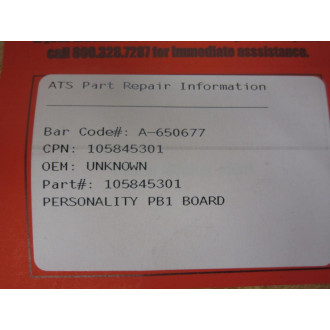 call 800.328.7287 for immediate assistance.
ATS Part Repair Information
Bar Code#: A-650677
CPN: 105845301
OEM: UNKNOWN
Part#: 105845301
PERSONALITY PB1 BOARD